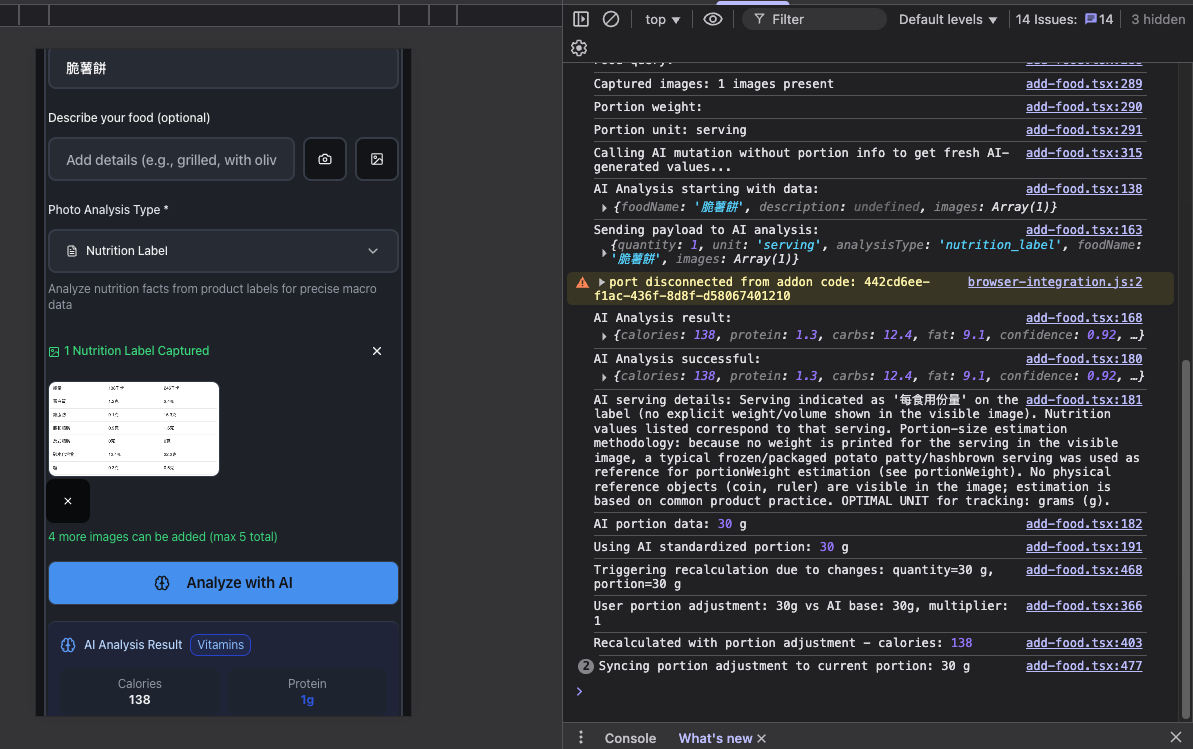 top ▼
Filter
Default levels ▼
14 Issues:
14
3 hidden
脆薯餅
Describe your food (optional)
Add details (e.g., grilled, with oliv
Photo Analysis Type *
Nutrition Label
Analyze nutrition facts from product labels for precise macro
data
1 Nutrition Label Captured
4 more images can be added (max 5 total)
Analyze with AI
AI Analysis Result
Vitamins
Calories
138
Protein
1g
Captured images: 1 images present add-food.tsx:289
Portion weight: add-food.tsx:290
Portion unit: serving add-food.tsx:291
Calling AI mutation without portion info to get fresh AI- add-food.tsx:315
generated values...
AI Analysis starting with data: add-food.tsx:138
{foodName: '脆薯餅', description: undefined, images: Array(1)}
Sending payload to AI analysis: add-food.tsx:163
{quantity: 1, unit: 'serving', analysisType: 'nutrition_label', foodName:
'脆薯餅', images: Array(1)}
port disconnected from addon code: 442cd6ee- browser-integration.js:2
f1ac-436f-8d8f-d58067401210
AI Analysis result: add-food.tsx:168
{calories: 138, protein: 1.3, carbs: 12.4, fat: 9.1, confidence: 0.92, …}
AI Analysis successful: add-food.tsx:180
{calories: 138, protein: 1.3, carbs: 12.4, fat: 9.1, confidence: 0.92, …}
AI serving details: Serving indicated as '每食用份量' on the add-food.tsx:181
label (no explicit weight/volume shown in the visible image). Nutrition
values listed correspond to that serving. Portion-size estimation
methodology: because no weight is printed for the serving in the visible
image, a typical frozen/packaged potato patty/hashbrown serving was used as
reference for portionWeight estimation (see portionWeight). No physical
reference objects (coin, ruler) are visible in the image; estimation is
based on common product practice. OPTIMAL UNIT for tracking: grams (g).
AI portion data: 30 g add-food.tsx:182
Using AI standardized portion: 30 g add-food.tsx:191
Triggering recalculation due to changes: quantity=30 g, add-food.tsx:468
portion=30 g
User portion adjustment: 30g vs AI base: 30g, multiplier: add-food.tsx:366
1
Recalculated with portion adjustment - calories: 138 add-food.tsx:403
2 Syncing portion adjustment to current portion: 30 g add-food.tsx:477
Console
What's new